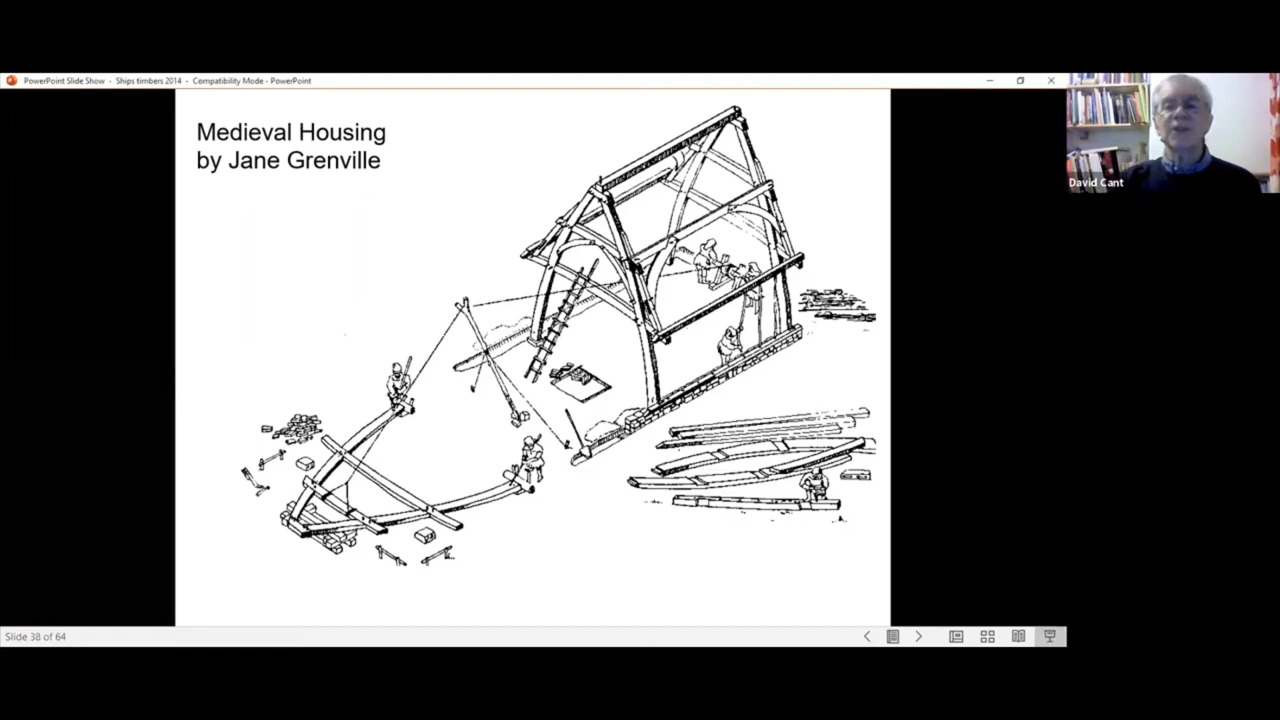 PowerPoint Slide Show - Ships timbers 2014 - Compatibility Mode - PowerPoint
Medieval Housing
by Jane Grenville
David Cant
Slide 38 of 64